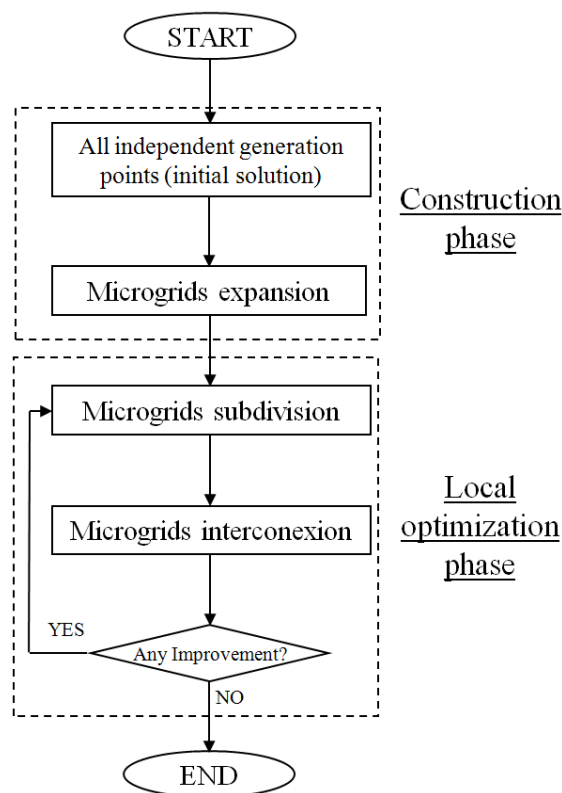 START
All independent generation
points (initial solution)
Construction
phase
Microgrids expansion
Microgrids subdivision
Microgrids interconexion
Local
optimization
phase
YES
Any Improvement?
NO
END